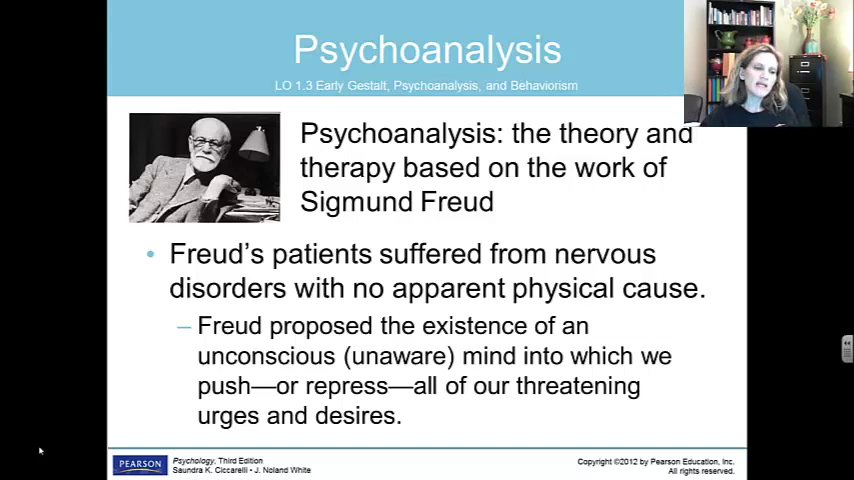 Psychoanalysis
LO 1.3 Early Gestalt, Psychoanalysis, and Behaviorism
Psychoanalysis: the theory and
therapy based on the work of
Sigmund Freud
• Freud's patients suffered from nervous
disorders with no apparent physical cause.
– Freud proposed the existence of an
unconscious (unaware) mind into which we
push—or repress—all of our threatening
urges and desires.
PEARSON
Psychology, Third Edition
Saundra K. Ciccarelli • J. Noland White
Copyright ©2012 by Pearson Education, Inc.
All rights reserved.